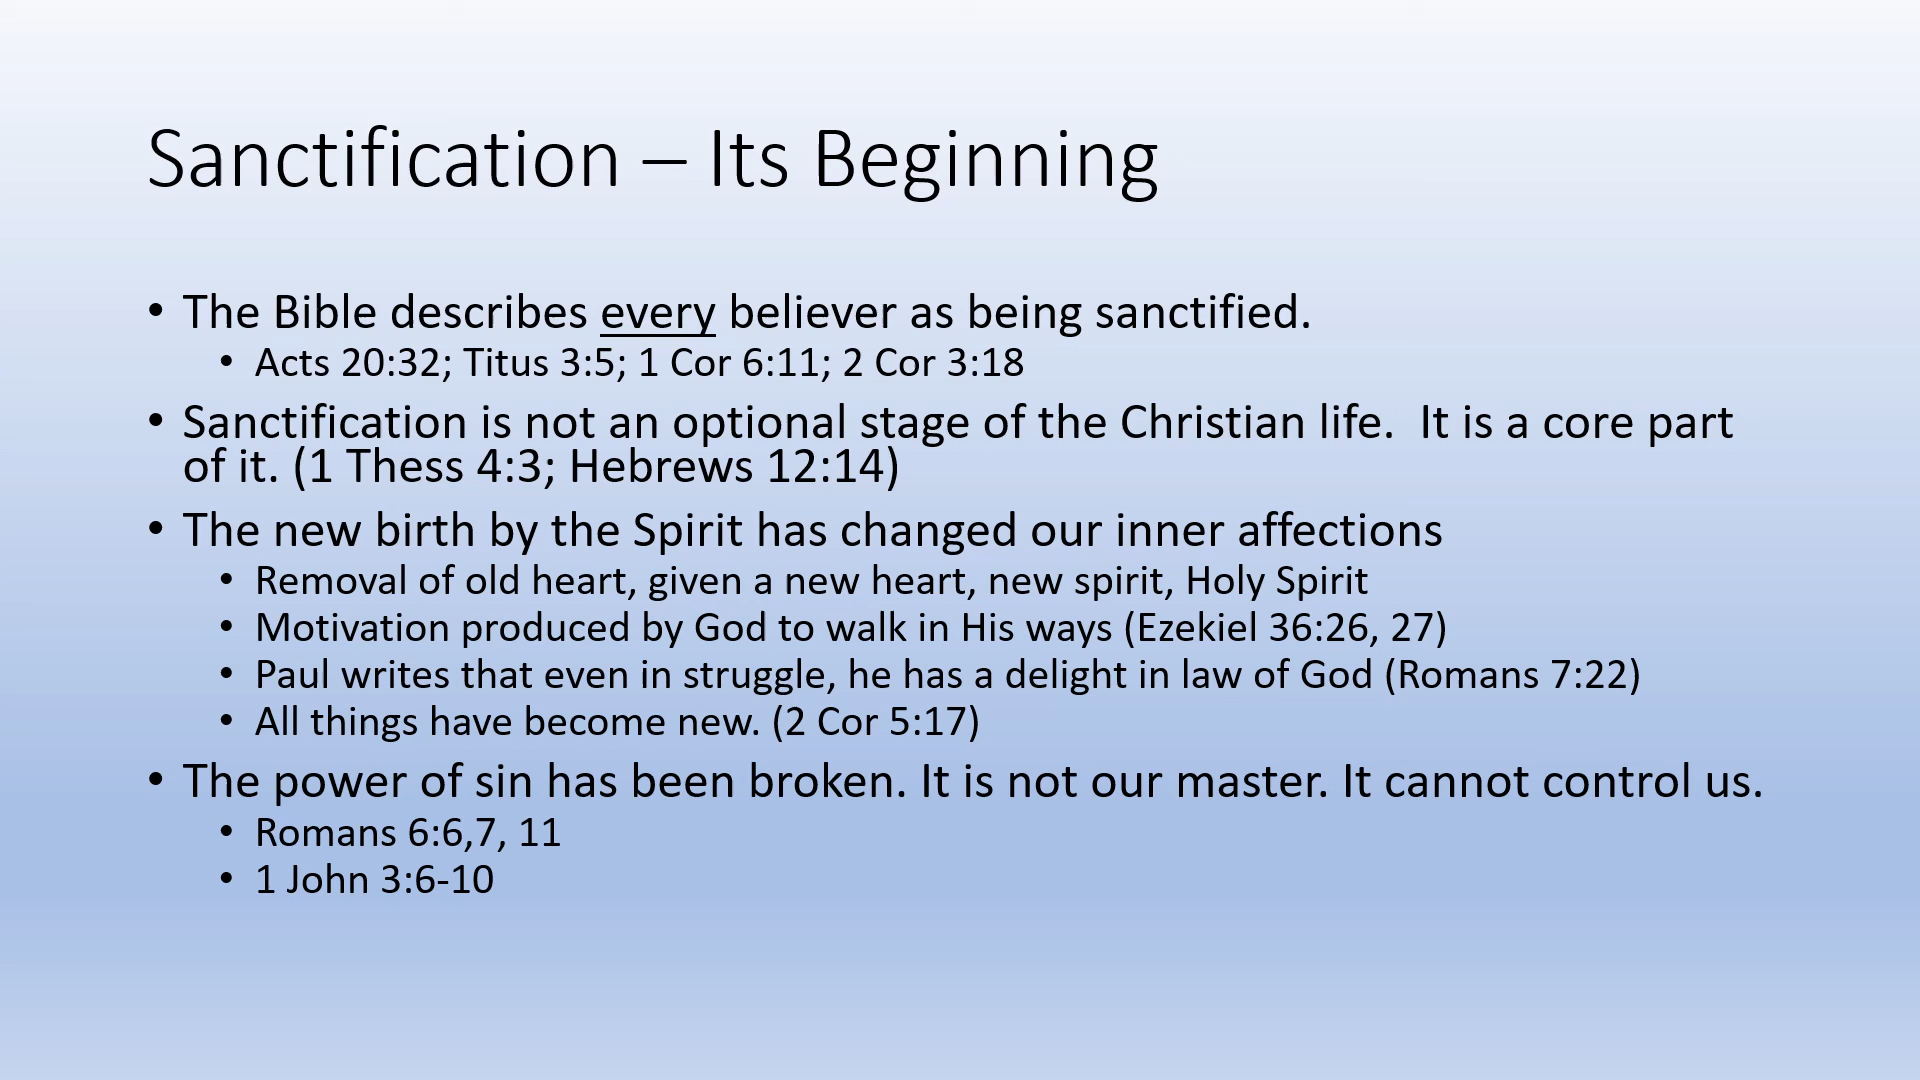 Sanctification – Its Beginning
• The Bible describes every believer as being sanctified.
• Acts 20:32; Titus 3:5; 1 Cor 6:11; 2 Cor 3:18
• Sanctification is not an optional stage of the Christian life.  It is a core part
of it. (1 Thess 4:3; Hebrews 12:14)
• The new birth by the Spirit has changed our inner affections
• Removal of old heart, given a new heart, new spirit, Holy Spirit
• Motivation produced by God to walk in His ways (Ezekiel 36:26, 27)
• Paul writes that even in struggle, he has a delight in law of God (Romans 7:22)
• All things have become new. (2 Cor 5:17)
• The power of sin has been broken. It is not our master. It cannot control us.
• Romans 6:6,7, 11
• 1 John 3:6-10